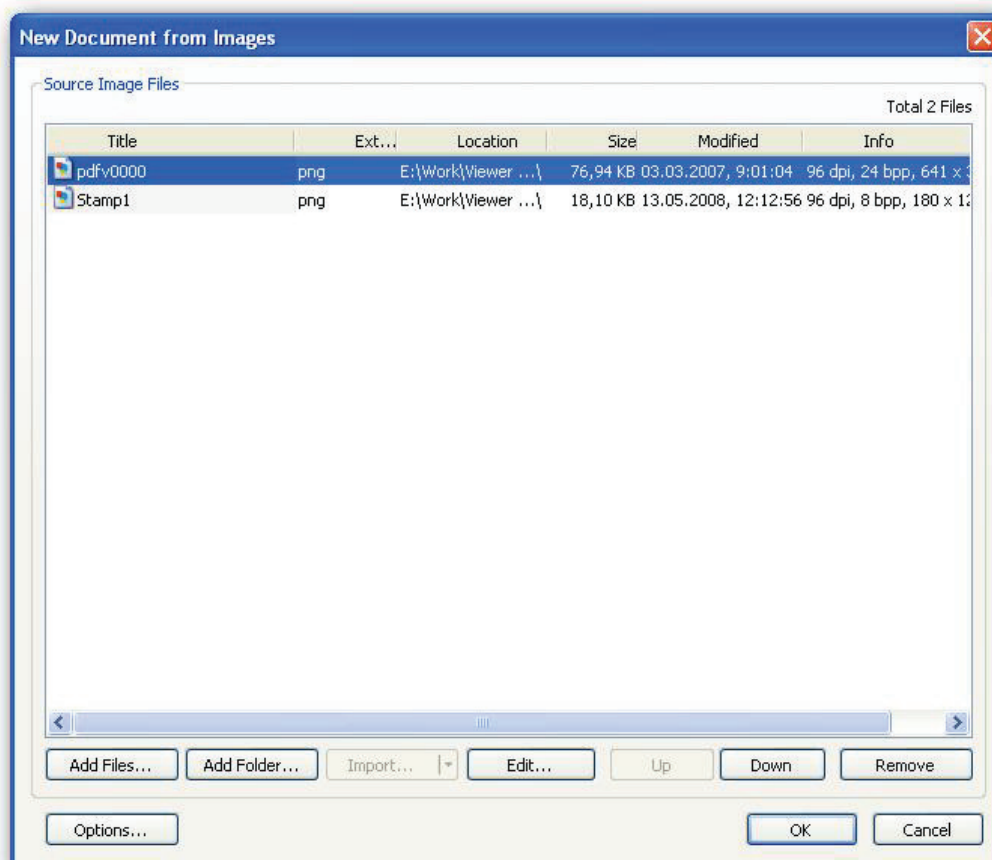 New Document from Images
Source Image Files
Total 2 Files
Title Ext... Location Size Modified Info
pdfv0000 png E:\Work\Viewer ...\ 76,94 KB 03.03.2007, 9:01:04 96 dpi, 24 bpp, 641 x
Stamp1 png E:\Work\Viewer ...\ 18,10 KB 13.05.2008, 12:12:56 96 dpi, 8 bpp, 180 x
Add Files... Add Folder... Import... Edit... Up Down Remove
Options... OK Cancel